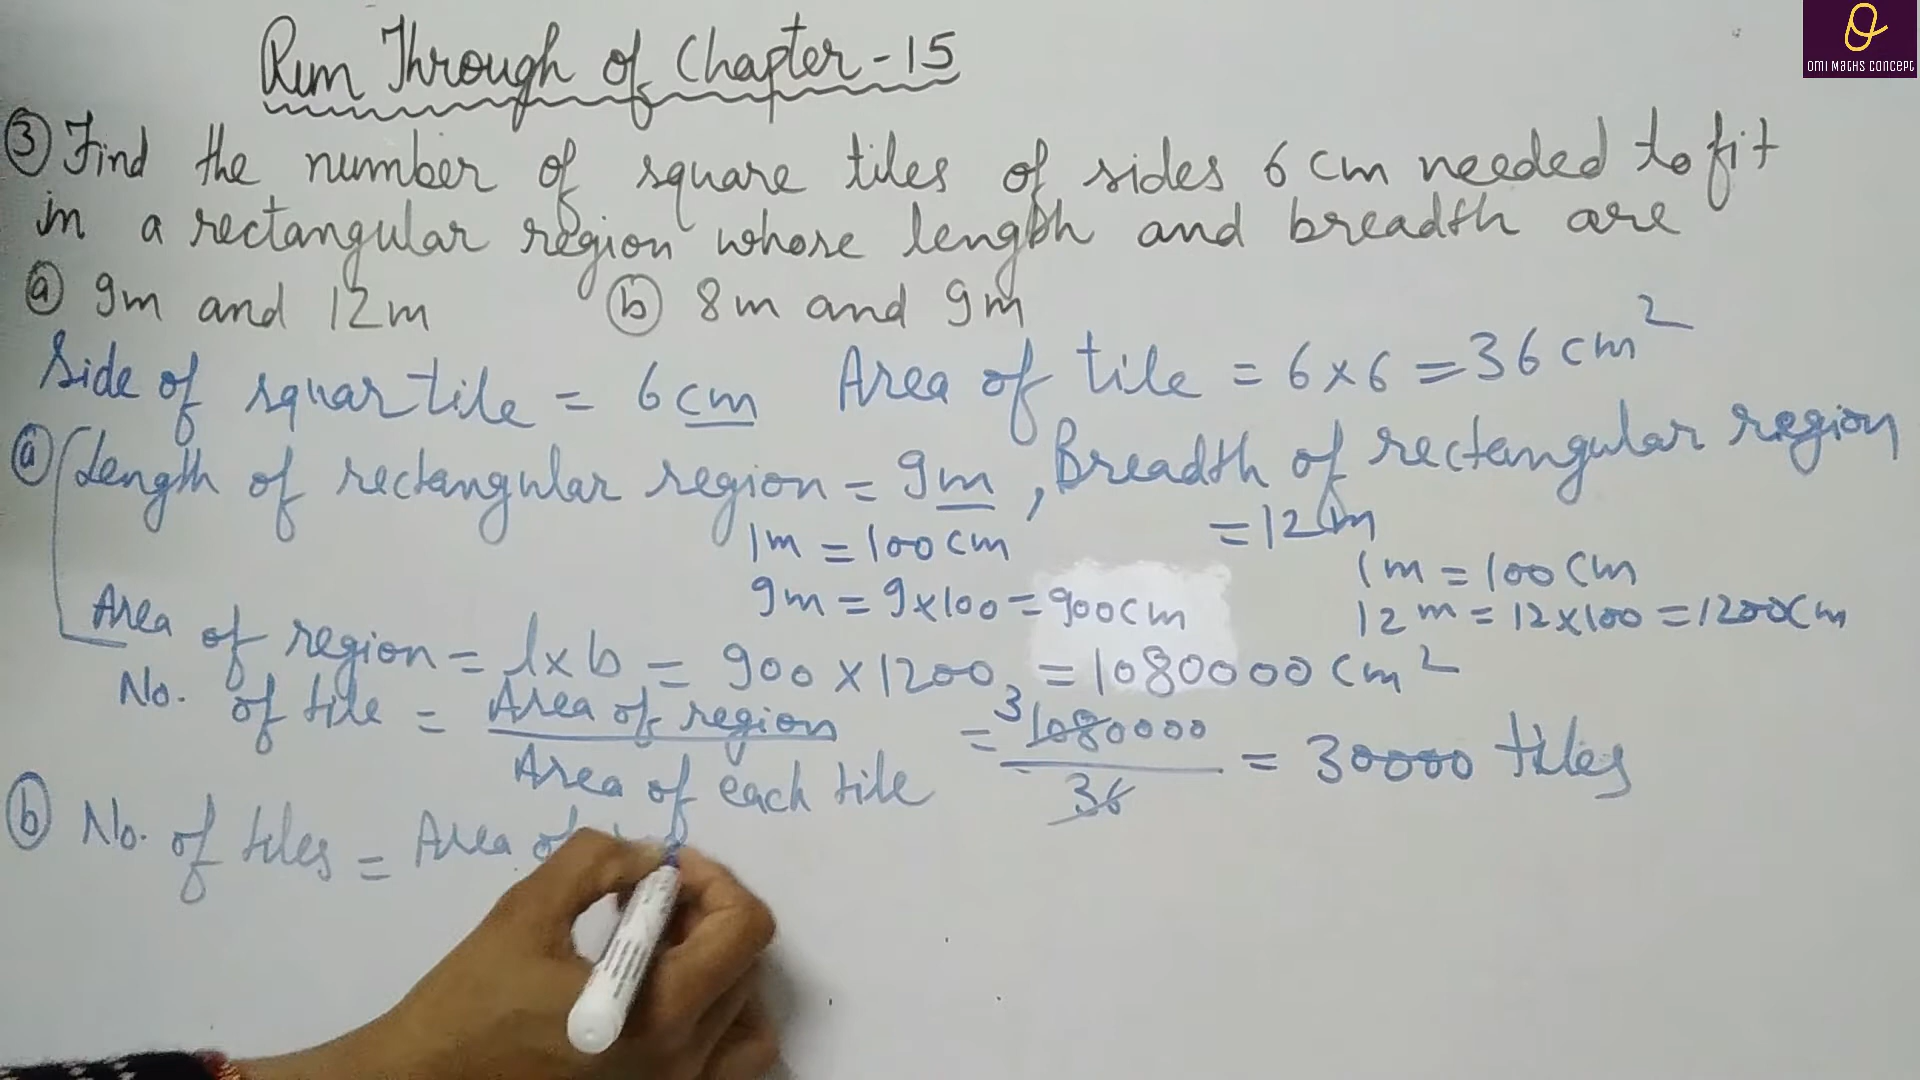 Run Through of Chapter-15
OMI MATHS CONCEPT
③ Find the number of square tiles of sides 6 cm needed to fit
in a rectangular region whose length and breadth are
ⓐ 9m and 12m ⓑ 8m and 9m
Side of squar tile = 6 cm Area of tile = 6 × 6 = 36 cm²
ⓐ Length of rectangular region = 9m, Breadth of rectangular region
= 12m
1m = 100 cm 1m = 100 cm
9m = 9×100 = 900cm 12m = 12×100 = 1200cm
Area of region = l×b = 900 × 1200 = 1080000 cm²
No. of tile = Area of region / Area of each tile = 3 1080000 / 36 = 30000 tiles
ⓑ No. of tiles = Area of